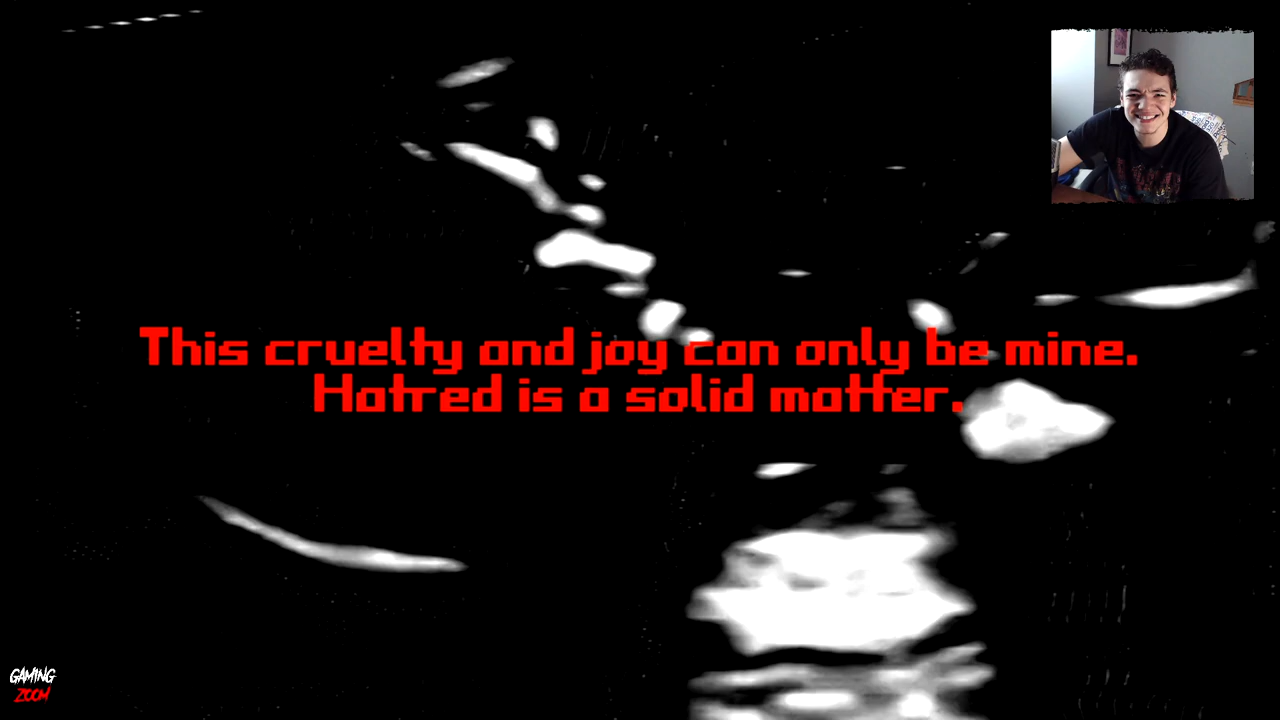 This cruelty and joy can only be mine.
Hatred is a solid matter.
GAMING
ZOOM